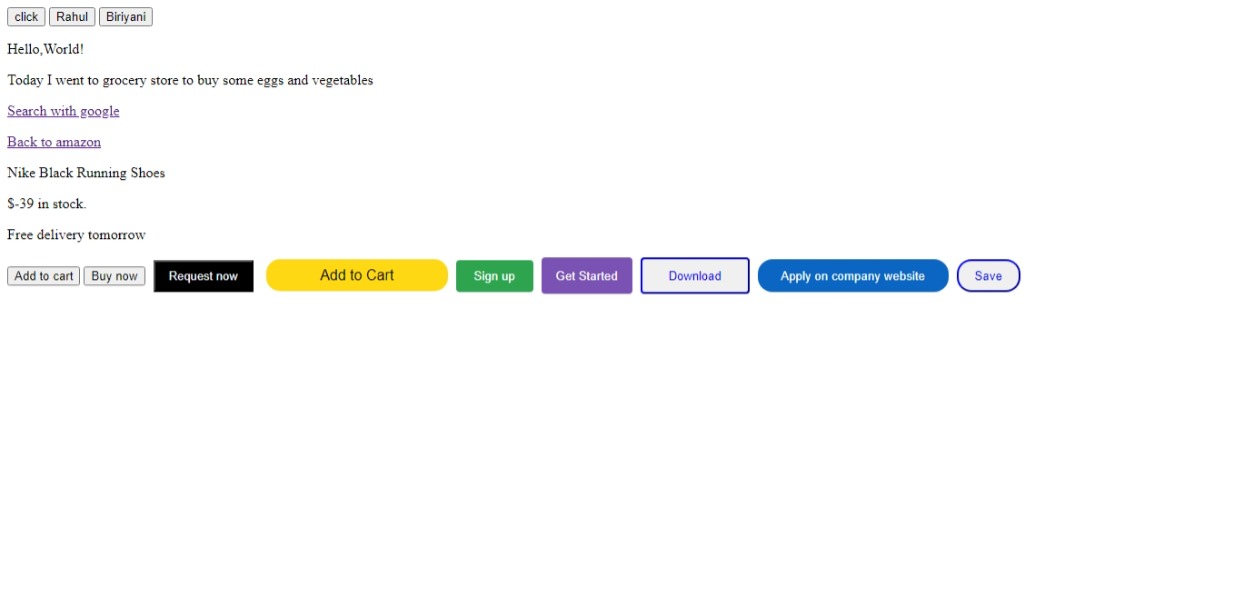 click Rahul Biriyani
Hello,World!
Today I went to grocery store to buy some eggs and vegetables
Search with google
Back to amazon
Nike Black Running Shoes
$-39 in stock.
Free delivery tomorrow
Add to cart Buy now Request now Add to Cart Sign up Get Started Download Apply on company website Save